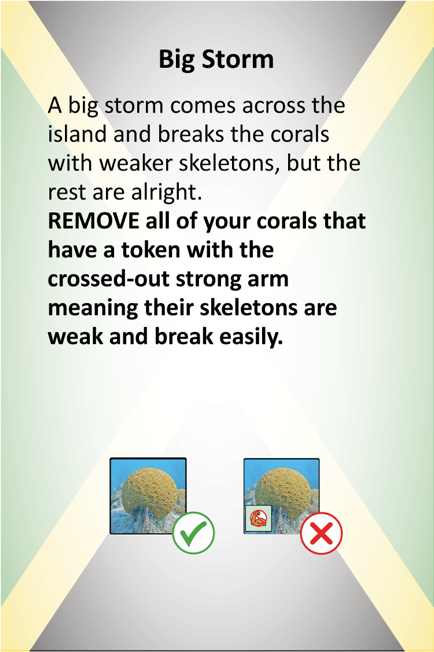 Big Storm
A big storm comes across the
island and breaks the corals
with weaker skeletons, but the
rest are alright.
REMOVE all of your corals that
have a token with the
crossed-out strong arm
meaning their skeletons are
weak and break easily.